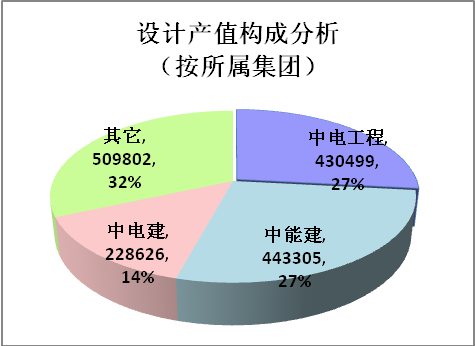 设计产值构成分析
（按所属集团）
中电工程,
430499,
27%
中能建,
443305,
27%
中电建,
228626,
14%
其它,
509802,
32%